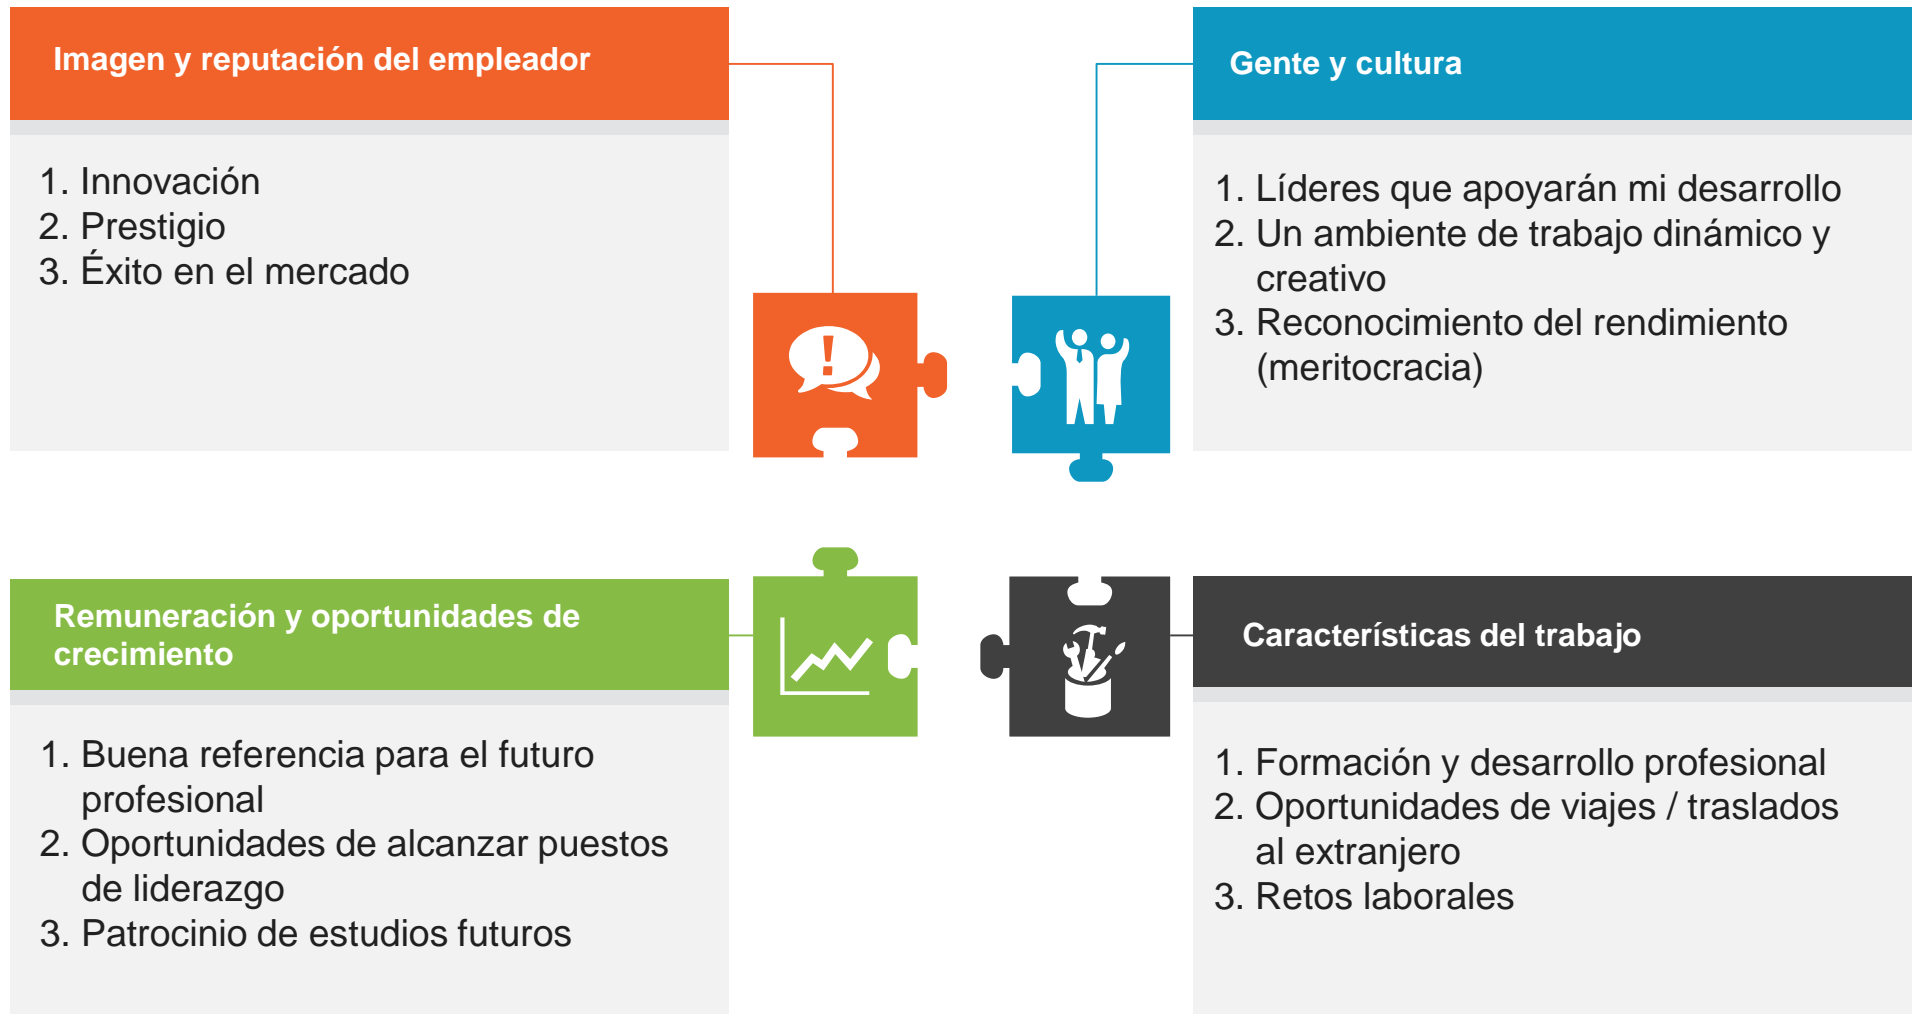 Imagen y reputación del empleador
1. Innovación
2. Prestigio
3. Éxito en el mercado
Gente y cultura
1. Líderes que apoyarán mi desarrollo
2. Un ambiente de trabajo dinámico y
creativo
3. Reconocimiento del rendimiento
(meritocracia)
Remuneración y oportunidades de
crecimiento
1. Buena referencia para el futuro
profesional
2. Oportunidades de alcanzar puestos
de liderazgo
3. Patrocinio de estudios futuros
Características del trabajo
1. Formación y desarrollo profesional
2. Oportunidades de viajes / traslados
al extranjero
3. Retos laborales